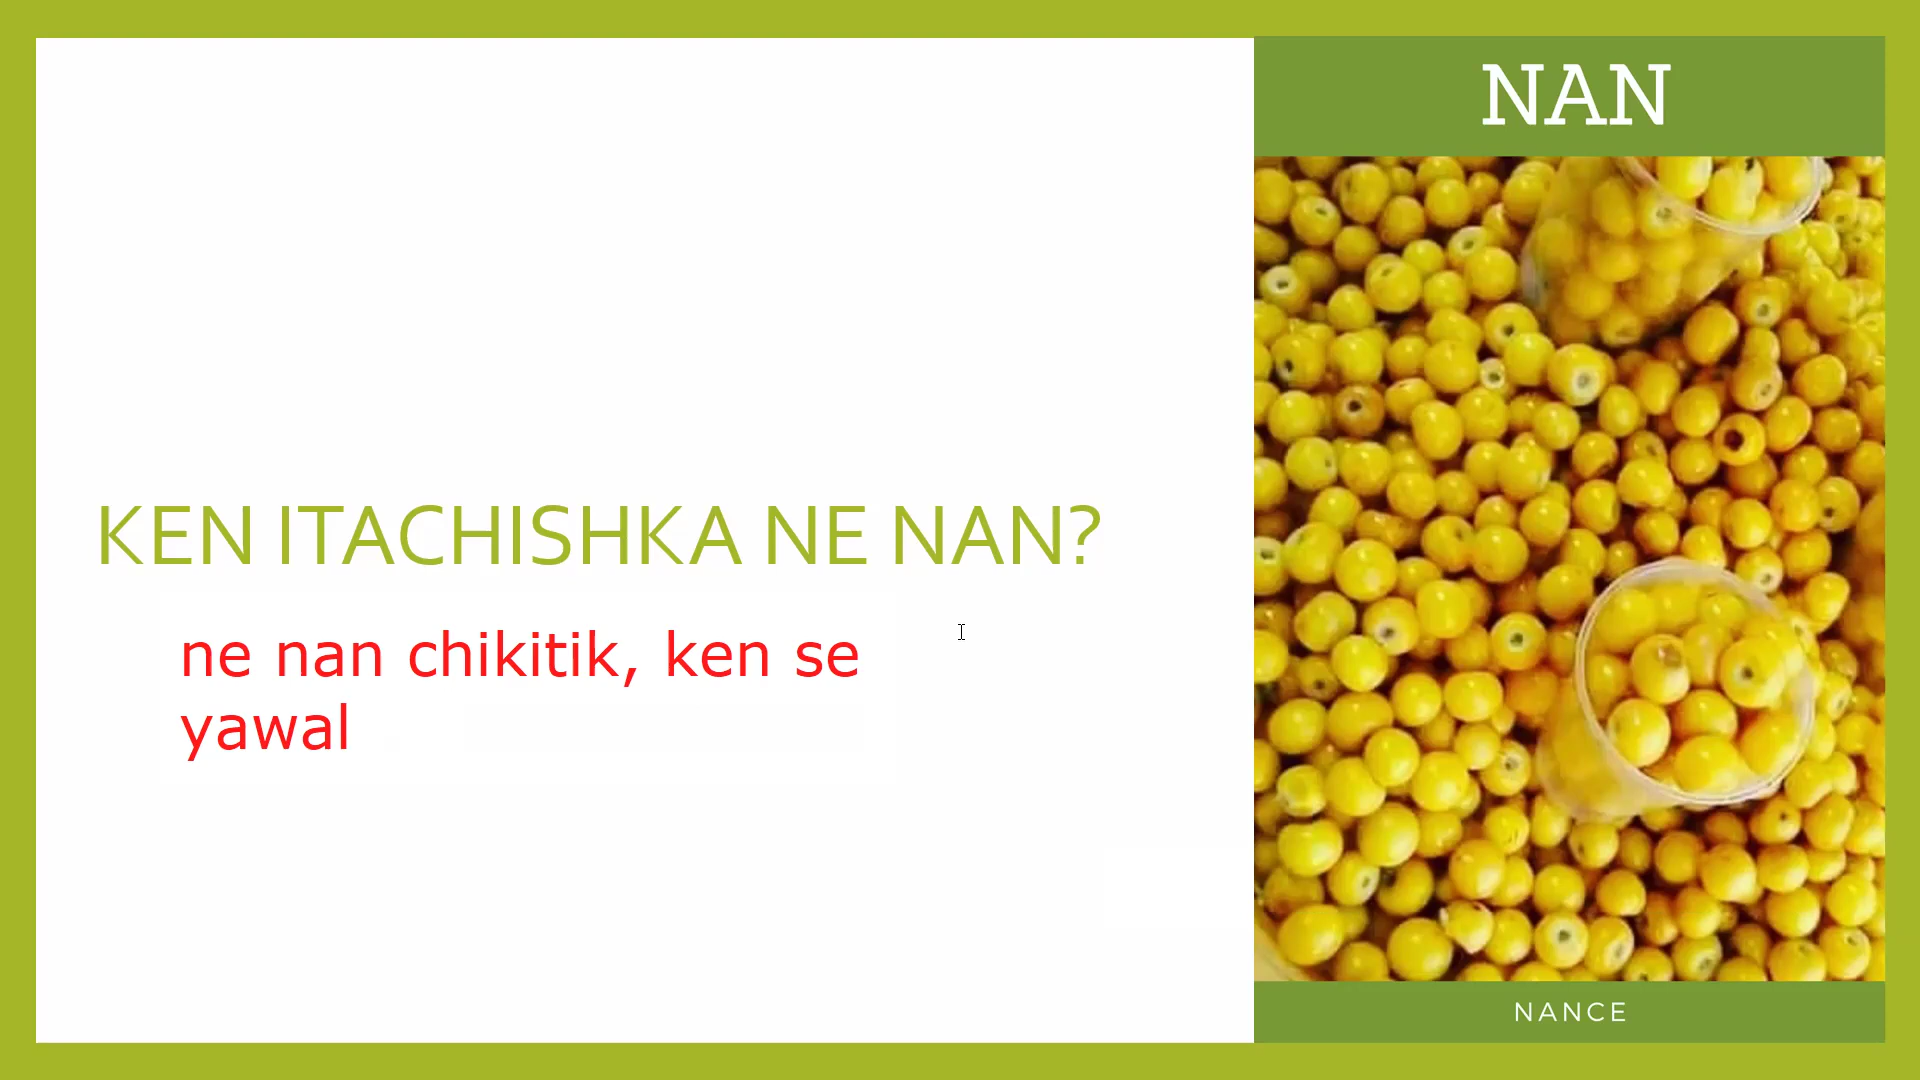 NAN
KEN ITACHISHKA NE NAN?
ne nan chikitik, ken se
yawal
NANCE